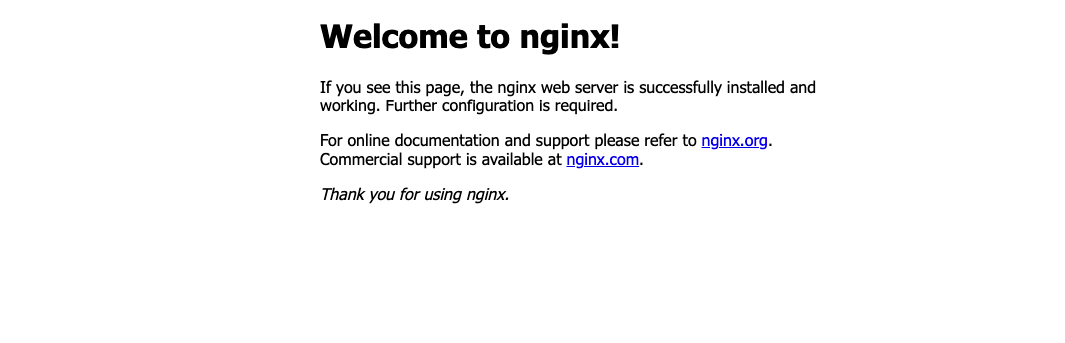 Welcome to nginx!
If you see this page, the nginx web server is successfully installed and
working. Further configuration is required.
For online documentation and support please refer to nginx.org.
Commercial support is available at nginx.com.
Thank you for using nginx.